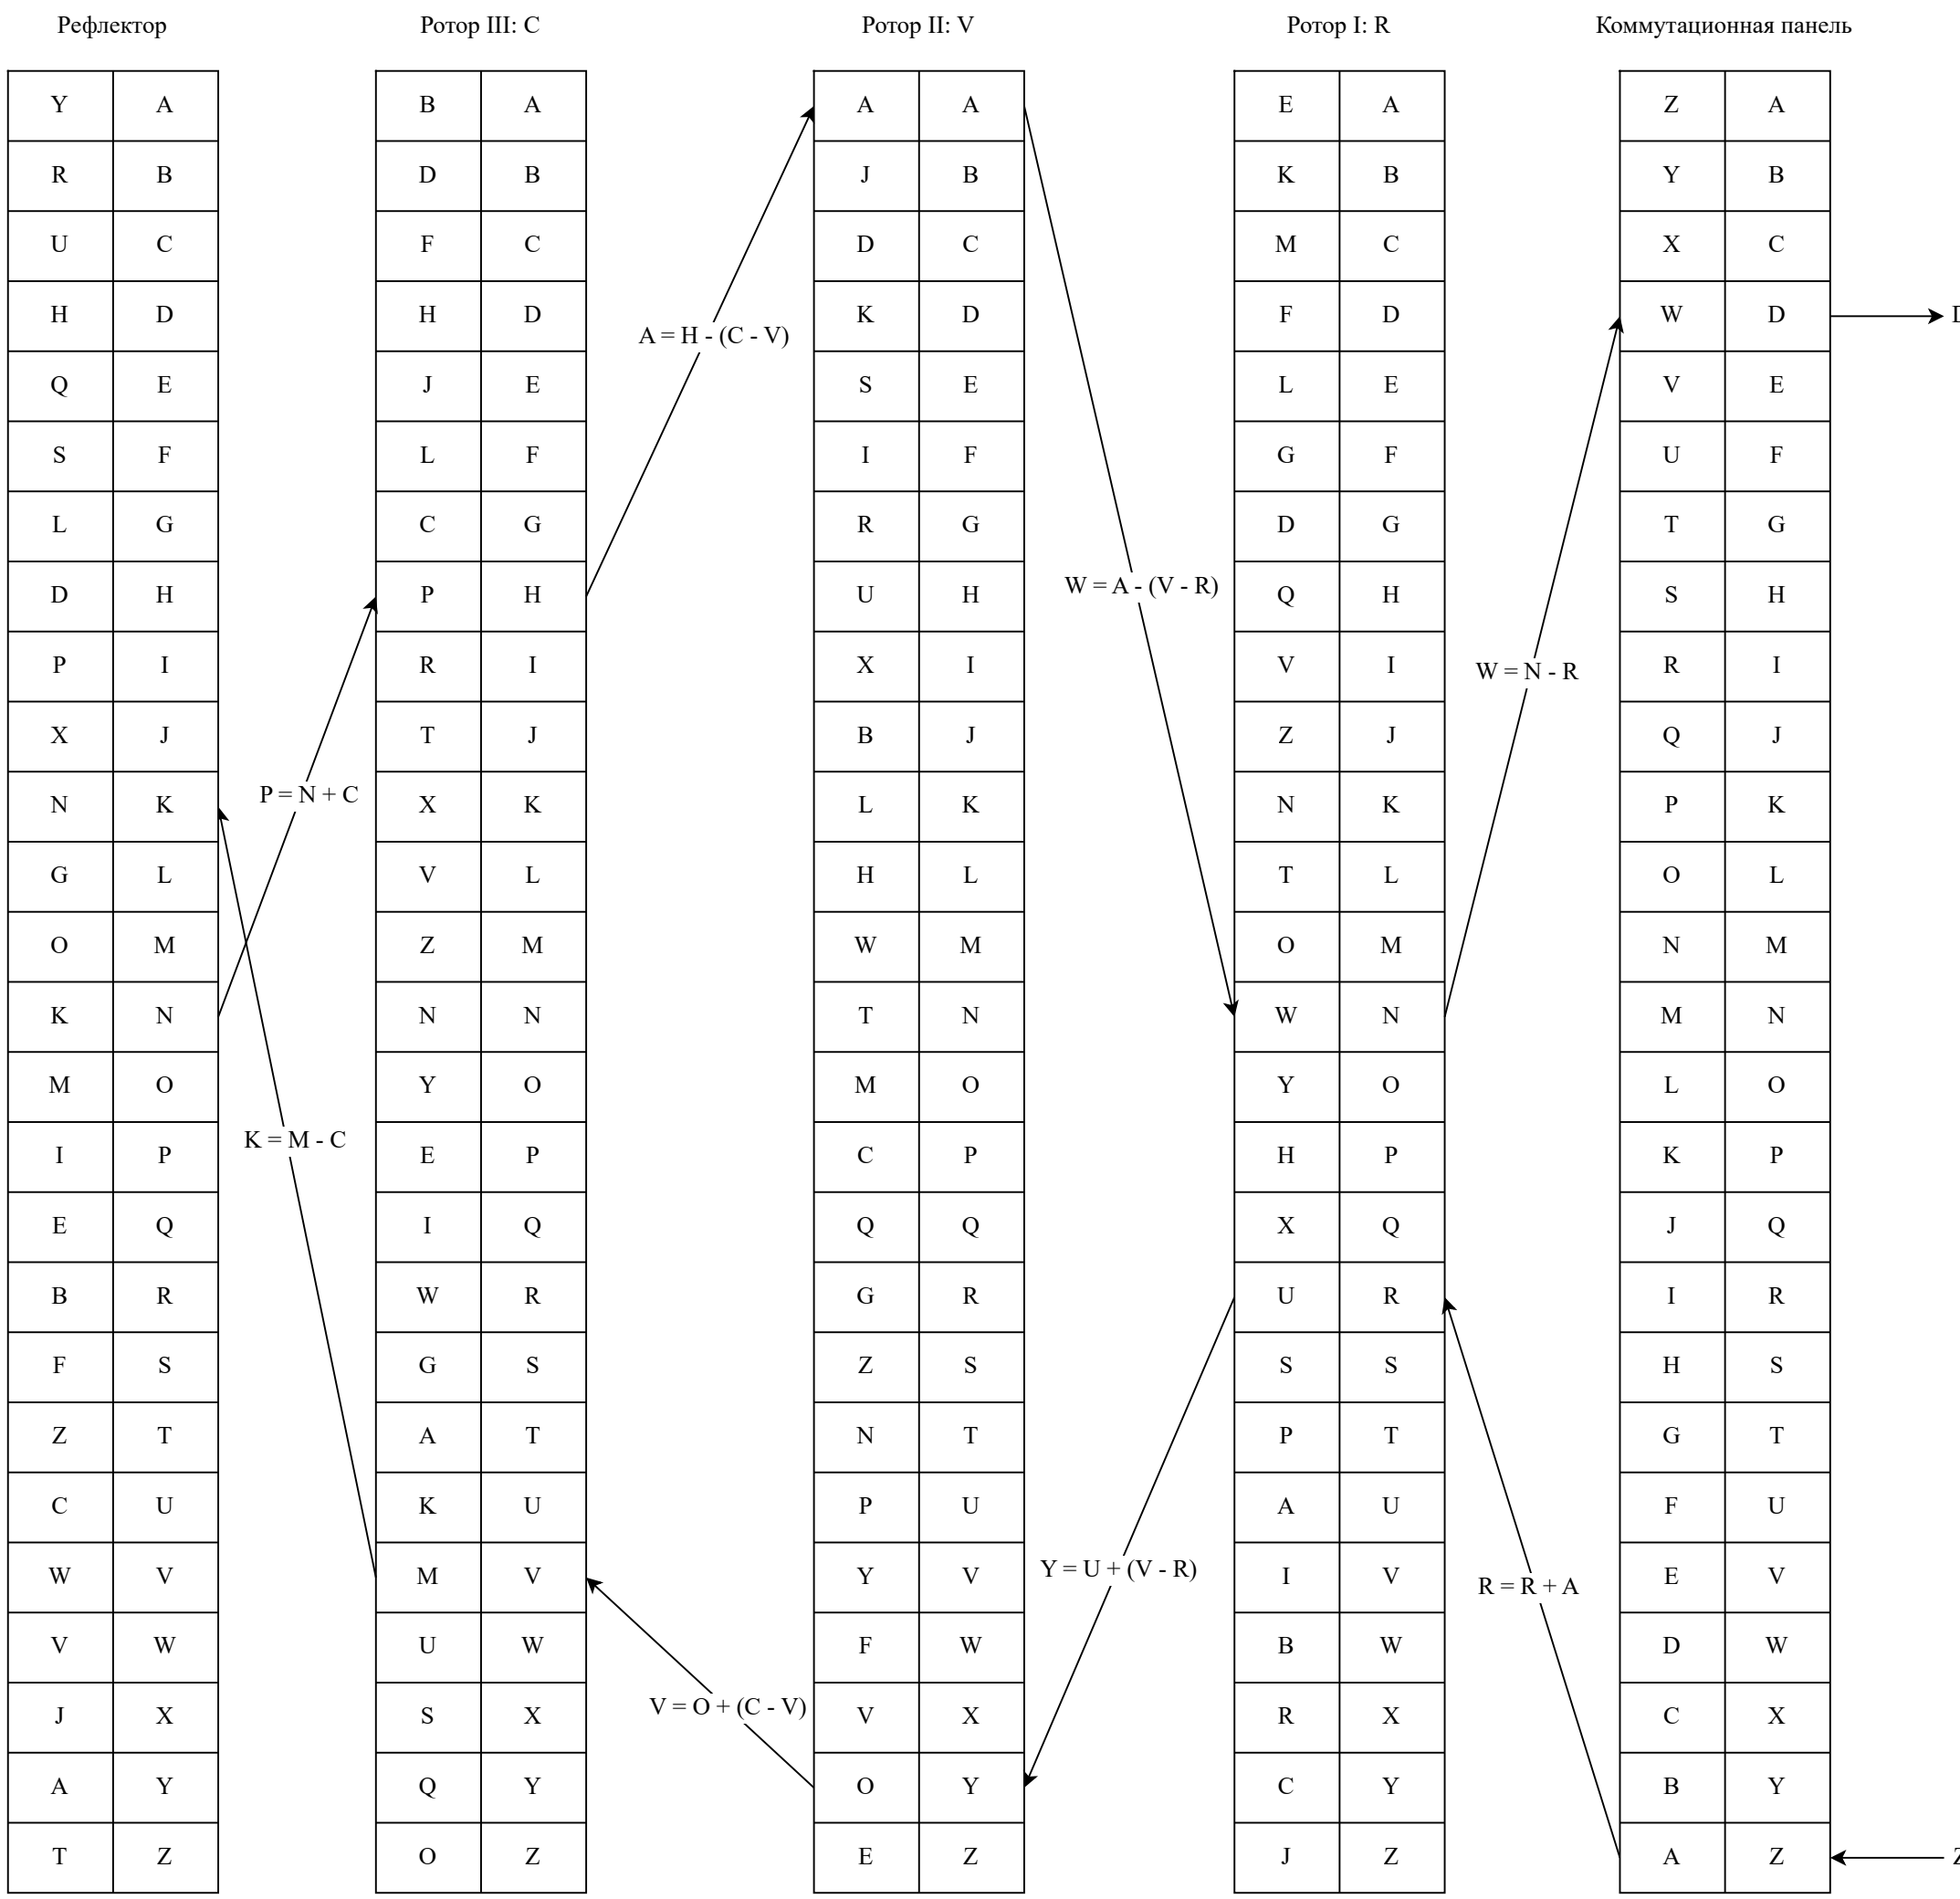 Рефлектор Ротор III: C Ротор II: V Ротор I: R Коммутационная панель
Y A B A A A E A Z A
R B D B J B K B Y B
U C F C D C M C X C
H D H D K D F D W D
Q E J E S E L E V E
S F L F I F G F U F
L G C G R G D G T G
D H P H U H Q H S H
P I R I X I V I R I
X J T J B J Z J Q J
N K X K L K N K P K
G L V L H L T L O L
O M Z M W M O M N M
K N N N T N W N M N
M O Y O M O Y O L O
I P E P C P H P K P
E Q I Q Q Q X Q J Q
B R W R G R U R I R
F S G S Z S S S H S
Z T A T N T P T G T
C U K U P U A U F U
W V M V Y V I V E V
V W U W F W B W D W
J X S X V X R X C X
A Y Q Y O Y C Y B Y
T Z O Z E Z J Z A Z
A = H - (C - V)
W = A - (V - R)
W = N - R
P = N + C
K = M - C
Y = U + (V - R)
R = R + A
V = O + (C - V)